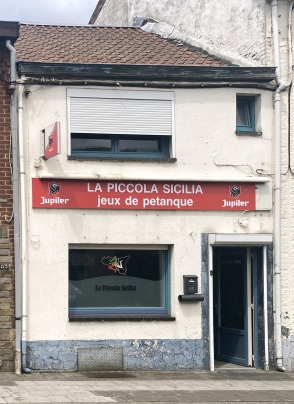 LA PICCOLA SICILIA
jeux de petanque
Jupiler
Jupiler
La Piccola Sicilia